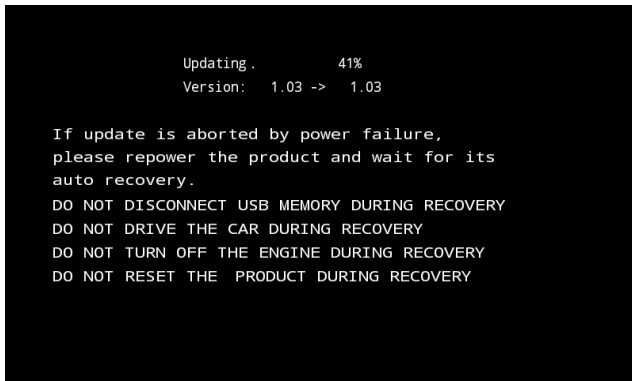 Updating. 41%
Version: 1.03 -> 1.03
If update is aborted by power failure,
please repower the product and wait for its
auto recovery.
DO NOT DISCONNECT USB MEMORY DURING RECOVERY
DO NOT DRIVE THE CAR DURING RECOVERY
DO NOT TURN OFF THE ENGINE DURING RECOVERY
DO NOT RESET THE PRODUCT DURING RECOVERY